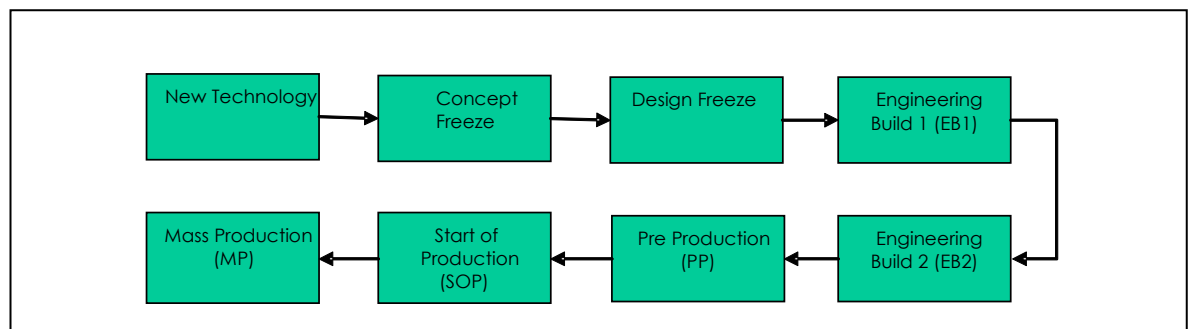 New Technology
Concept
Freeze
Design Freeze
Engineering
Build 1 (EB1)
Engineering
Build 2 (EB2)
Pre Production
(PP)
Start of
Production
(SOP)
Mass Production
(MP)